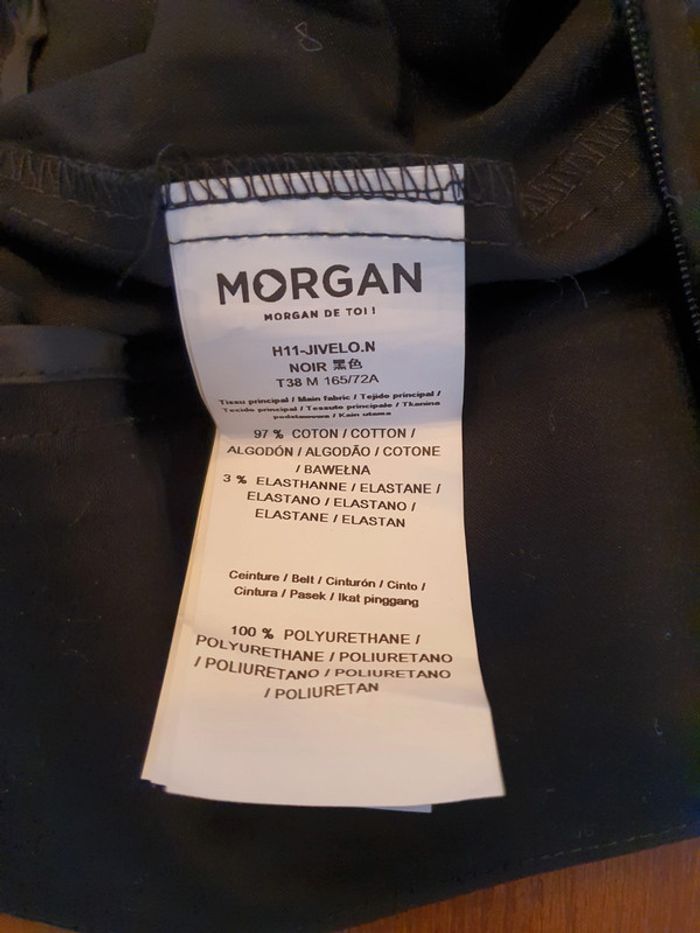 MORGAN
MORGAN DE TOI !
H11-JIVELO.N
NOIR 黑色
T38 M 165/72A
Tissu principal / Main fabric / Tejido principal /
Tecido principal / Tessuto principale / Tkanina
podstawowa / Kain utama
97 % COTON / COTTON /
ALGODÓN / ALGODÃO / COTONE
/ BAWEŁNA
3 % ELASTHANNE / ELASTANE /
ELASTANO / ELASTANO /
ELASTANE / ELASTAN
Ceinture / Belt / Cinturón / Cinto /
Cintura / Pasek / Ikat pinggang
100 % POLYURETHANE /
POLYURETHANE / POLIURETANO
/ POLIURETANO / POLIURETANO
/ POLIURETAN